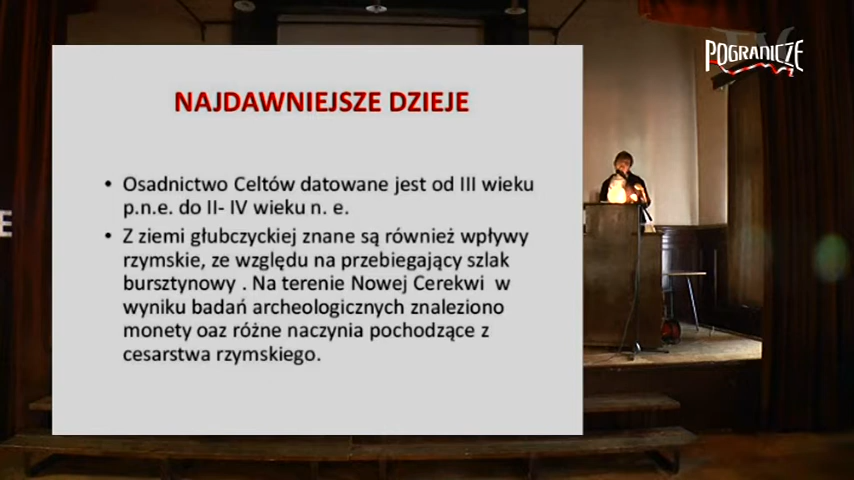 TV
POGRANICZE
NAJDAWNIEJSZE DZIEJE
• Osadnictwo Celtów datowane jest od III wieku
p.n.e. do II- IV wieku n. e.
• Z ziemi głubczyckiej znane są również wpływy
rzymskie, ze względu na przebiegający szlak
bursztynowy . Na terenie Nowej Cerekwi w
wyniku badań archeologicznych znaleziono
monety oaz różne naczynia pochodzące z
cesarstwa rzymskiego.
E